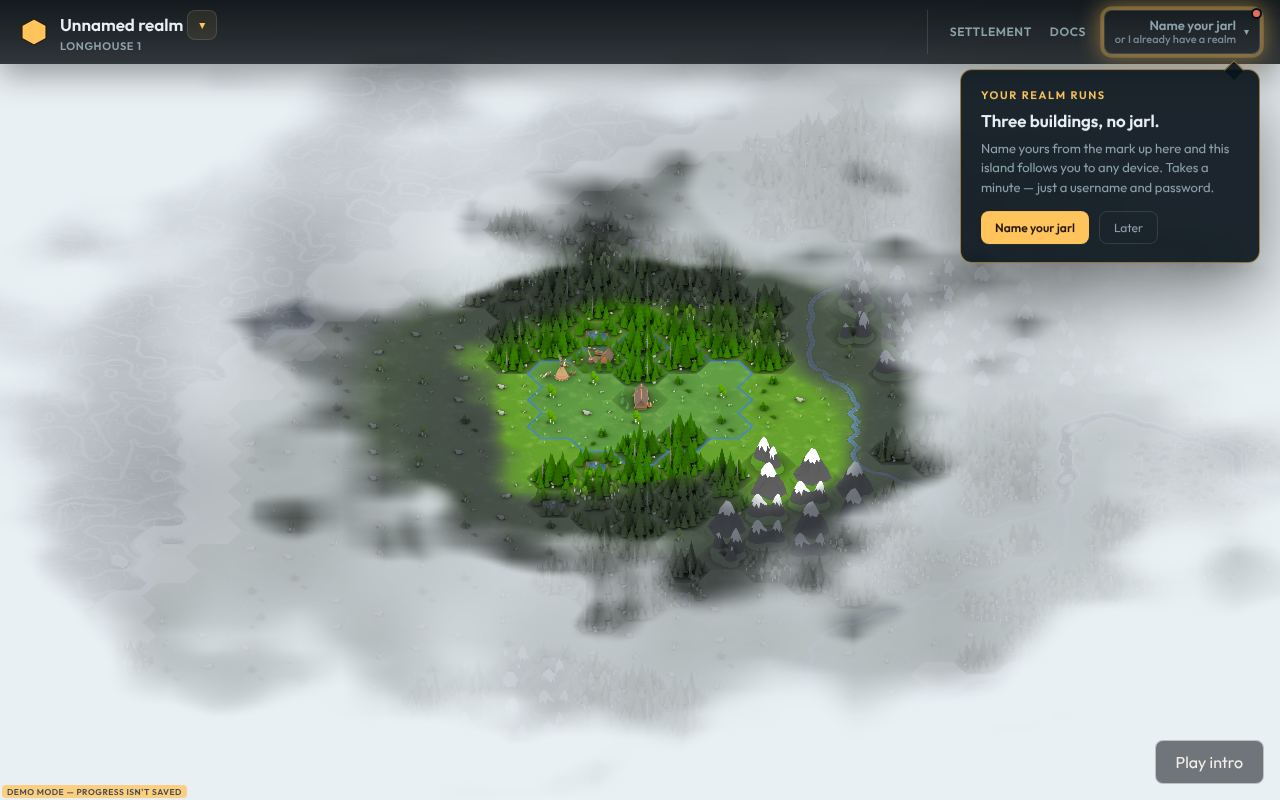 Unnamed realm
LONGHOUSE 1
SETTLEMENT
DOCS
Name your jarl
or I already have a realm
YOUR REALM RUNS
Three buildings, no jarl.
Name yours from the mark up here and this
island follows you to any device. Takes a
minute — just a username and password.
Name your jarl
Later
Play intro
DEMO MODE — PROGRESS ISN'T SAVED